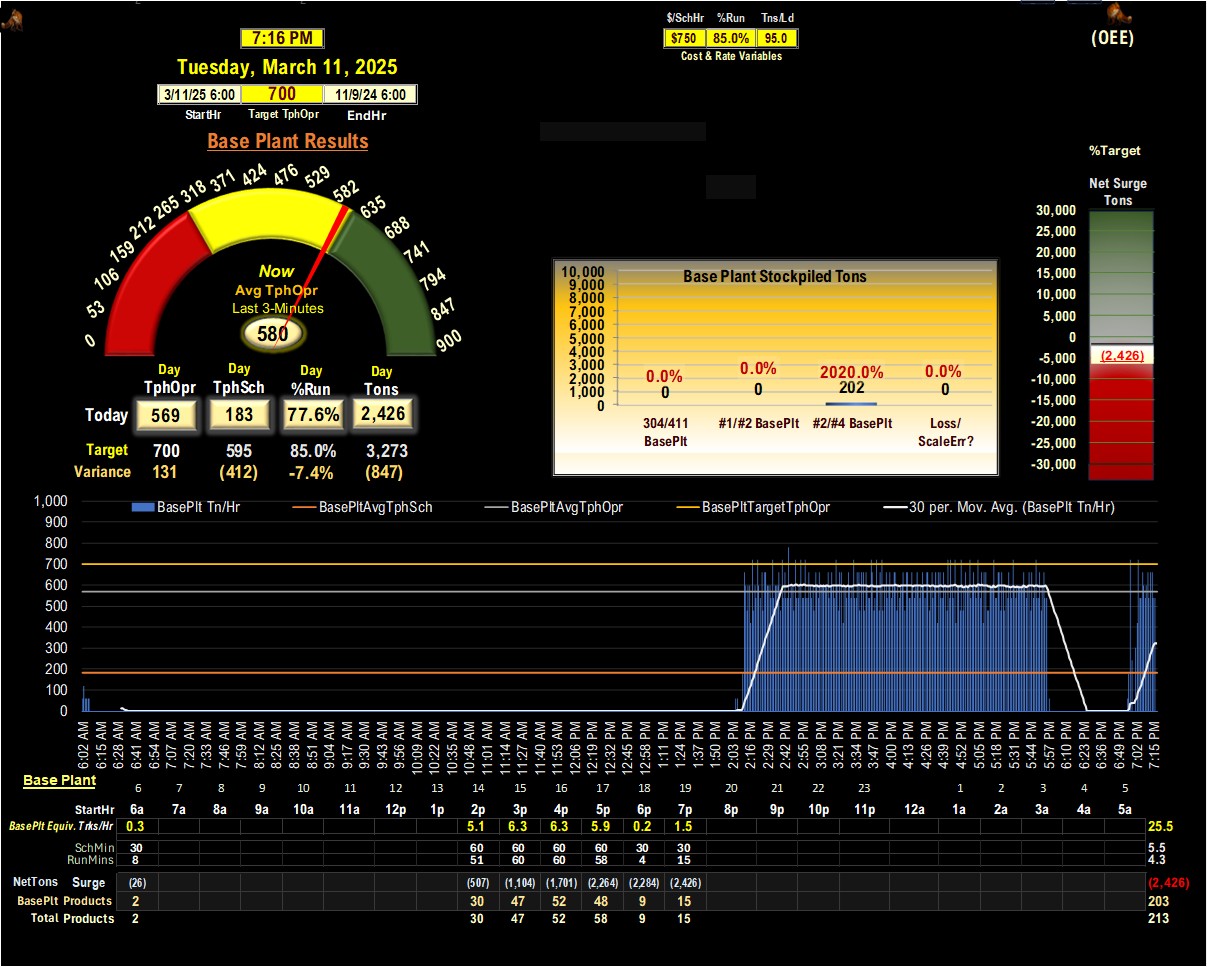 $/SchHr %Run Tns/Ld
$750 85.0% 95.0
Cost & Rate Variables
(OEE)
7:16 PM
Tuesday, March 11, 2025
3/11/25 6:00 700 11/9/24 6:00
StartHr Target TphOpr EndHr
Base Plant Results
0 53 106 159 212 265 318 371 424 476 529 582 635 688 741 794 847 900
Now
Avg TphOpr
Last 3-Minutes
580
Day Day Day Day
TphOpr TphSch %Run Tons
Today 569 183 77.6% 2,426
Target 700 595 85.0% 3,273
Variance 131 (412) -7.4% (847)
Base Plant Stockpiled Tons
10,000
9,000
8,000
7,000
6,000
5,000
4,000
3,000
2,000
1,000
0
0.0% 0.0% 2020.0% 0.0%
0 0 202 0
304/411 BasePlt
#1/#2 BasePlt
#2/#4 BasePlt
Loss/ ScaleErr?
%Target
Net Surge
Tons
30,000
25,000
20,000
15,000
10,000
5,000
0
-5,000
-10,000
-15,000
-20,000
-25,000
-30,000
(2,426)
BasePlt Tn/Hr BasePltAvgTphSch BasePltAvgTphOpr BasePltTargetTphOpr 30 per. Mov. Avg. (BasePlt Tn/Hr)
1,000
900
800
700
600
500
400
300
200
100
0
6:02 AM 6:15 AM 6:28 AM 6:54 AM 7:07 AM 7:20 AM 7:33 AM 7:46 AM 7:59 AM 8:12 AM 8:25 AM 8:38 AM 8:51 AM 9:04 AM 9:17 AM 9:30 AM 9:43 AM 9:56 AM 10:09 AM 10:22 AM 10:35 AM 10:48 AM 11:01 AM 11:14 AM 11:27 AM 11:40 AM 11:53 AM 12:06 PM 12:19 PM 12:32 PM 12:45 PM 12:58 PM 1:11 PM 1:24 PM 1:37 PM 1:50 PM 2:03 PM 2:16 PM 2:29 PM 2:42 PM 2:55 PM 3:08 PM 3:21 PM 3:34 PM 3:47 PM 4:00 PM 4:13 PM 4:26 PM 4:39 PM 4:52 PM 5:05 PM 5:18 PM 5:31 PM 5:44 PM 5:57 PM 6:10 PM 6:23 PM 6:36 PM 6:49 PM 7:02 PM 7:15 PM
Base Plant
6 7 8 9 10 11 12 13 14 15 16 17 18 19 20 21 22 23 1 2 3 4 5
StartHr 6a 7a 8a 9a 10a 11a 12p 1p 2p 3p 4p 5p 6p 7p 8p 9p 10p 11p 12a 1a 2a 3a 4a 5a
BasePlt Equiv. Trks/Hr 0.3 5.1 6.3 6.3 5.9 0.2 1.5 25.5
SchMin 30 60 60 60 60 30 30 5.5
RunMins 8 51 60 60 58 4 15 4.3
NetTons Surge (26) (507) (1,104) (1,701) (2,264) (2,284) (2,426) (2,426)
BasePlt Products 2 30 47 52 48 9 15 203
Total Products 2 30 47 52 58 9 15 213